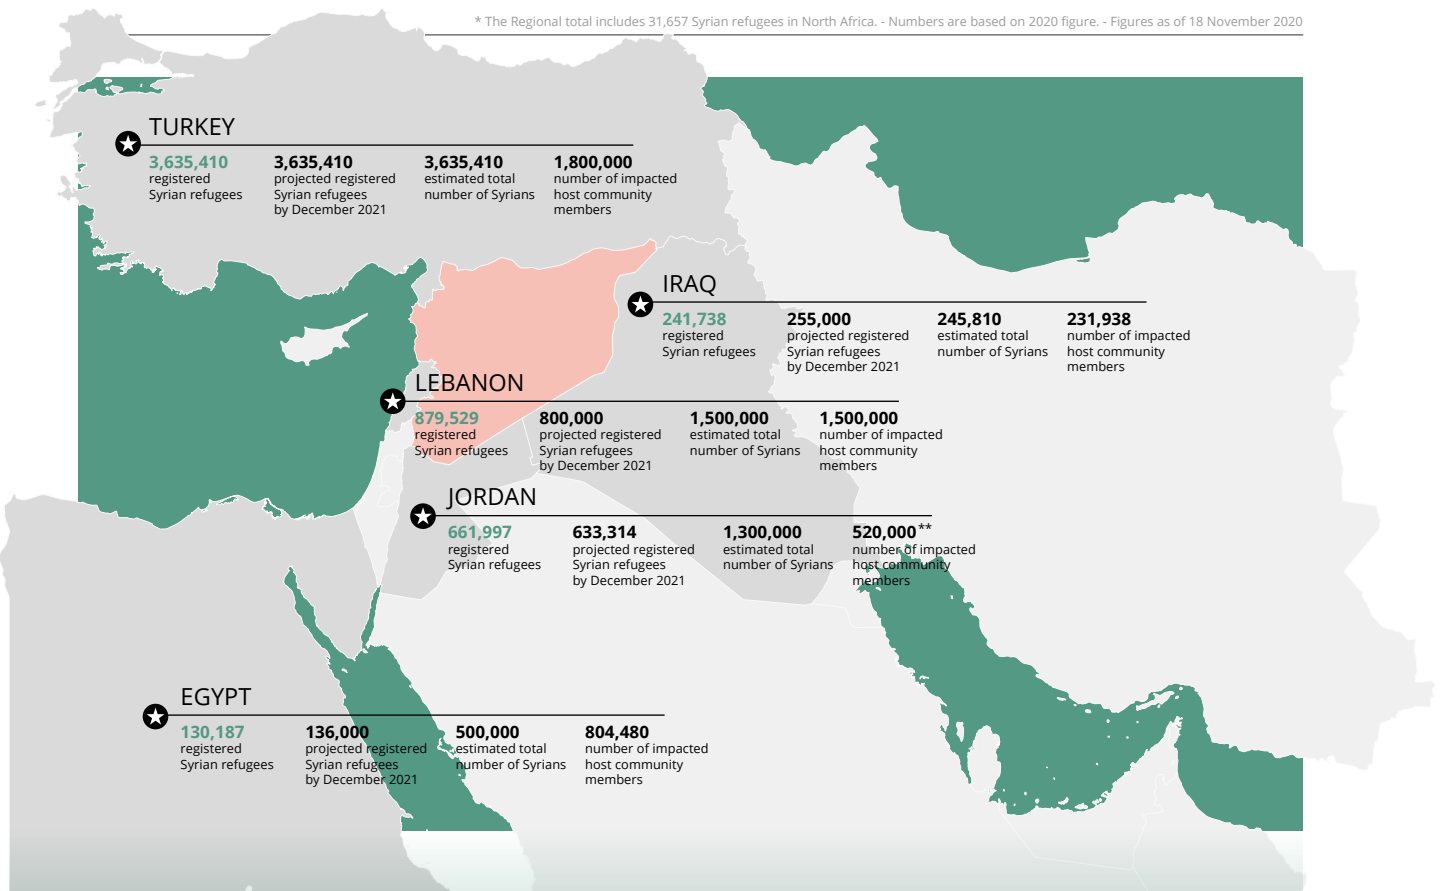 * The Regional total includes 31,657 Syrian refugees in North Africa. - Numbers are based on 2020 figure. - Figures as of 18 November 2020
TURKEY
3,635,410
registered
Syrian refugees
3,635,410
projected registered
Syrian refugees
by December 2021
3,635,410
estimated total
number of Syrians
1,800,000
number of impacted
host community
members
IRAQ
241,738
registered
Syrian refugees
255,000
projected registered
Syrian refugees
by December 2021
245,810
estimated total
number of Syrians
231,938
number of impacted
host community
members
LEBANON
879,529
registered
Syrian refugees
800,000
projected registered
Syrian refugees
by December 2021
1,500,000
estimated total
number of Syrians
1,500,000
number of impacted
host community
members
JORDAN
661,997
registered
Syrian refugees
633,314
projected registered
Syrian refugees
by December 2021
1,300,000
estimated total
number of Syrians
520,000**
number of impacted
host community
members
EGYPT
130,187
registered
Syrian refugees
136,000
projected registered
Syrian refugees
by December 2021
500,000
estimated total
number of Syrians
804,480
number of impacted
host community
members